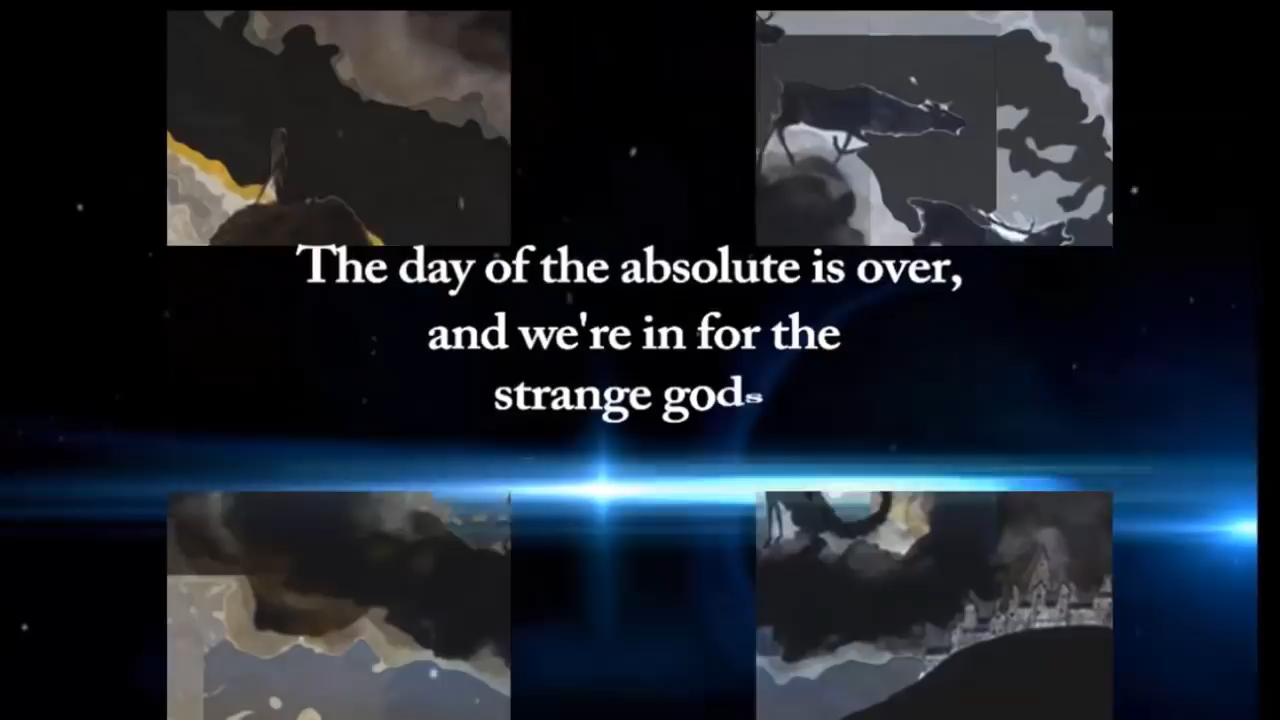 The day of the absolute is over,
and we're in for the
strange gods